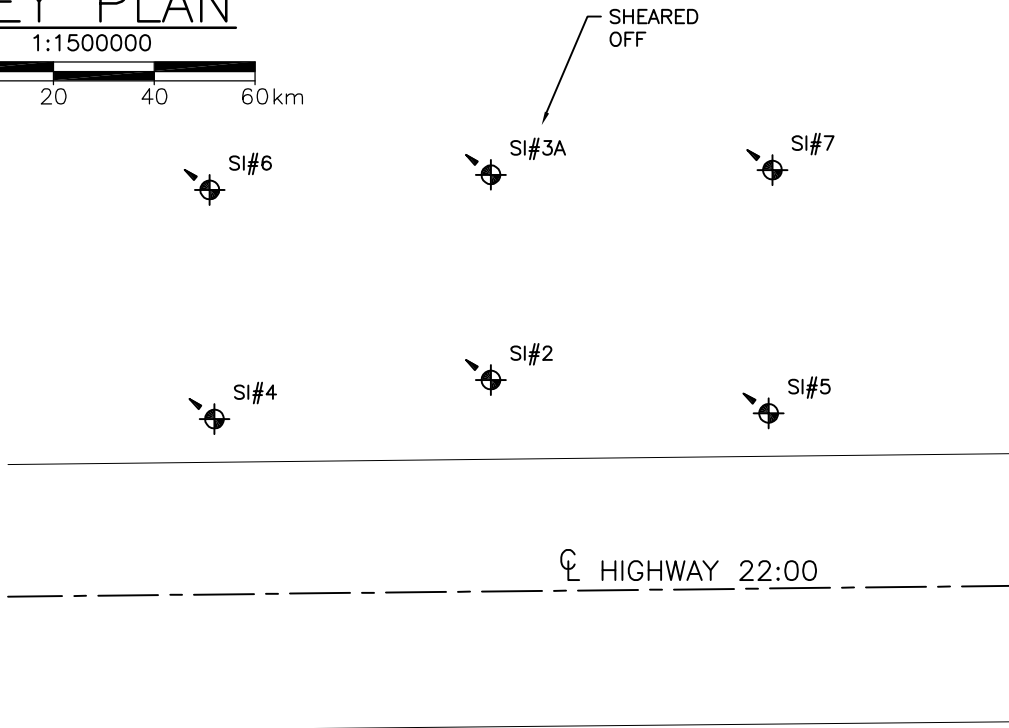 PLAN
1:1500000
20 40 60km
SHEARED
OFF
SI#6
SI#3A
SI#7
SI#4
SI#2
SI#5
℄ HIGHWAY 22:00